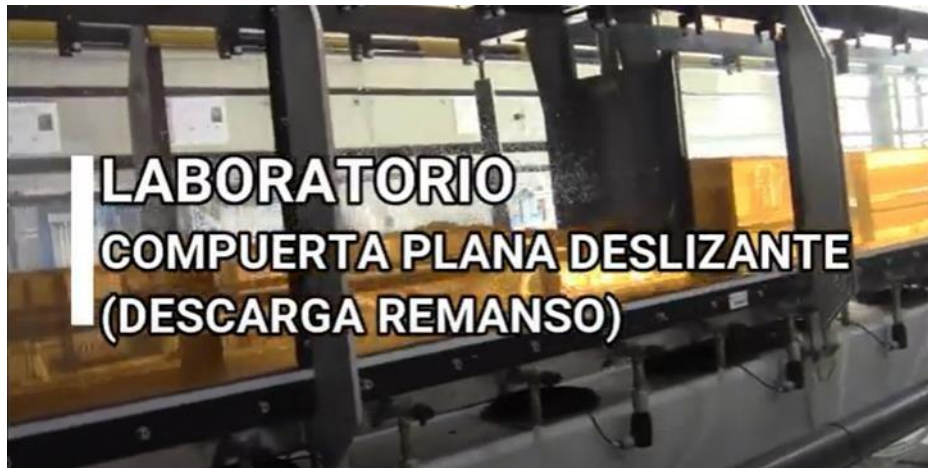 LABORATORIO
COMPUERTA PLANA DESLIZANTE
(DESCARGA REMANSO)